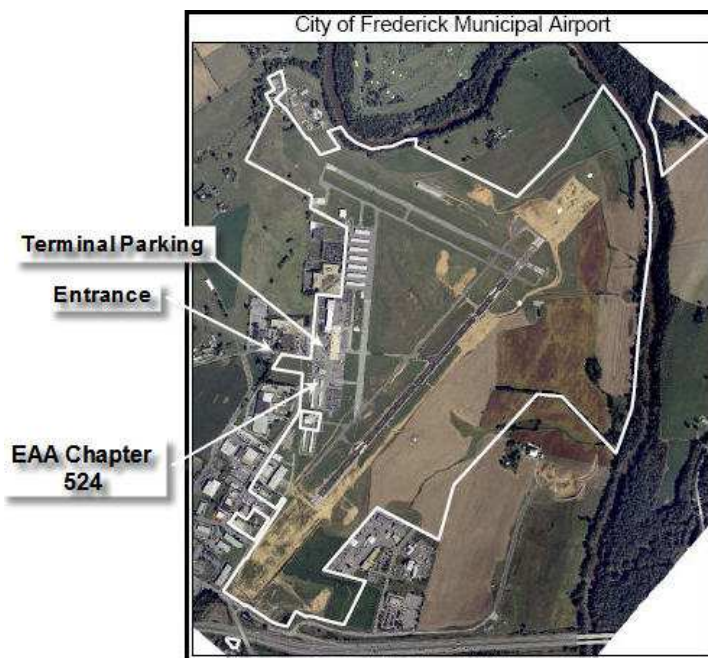 City of Frederick Municipal Airport
Terminal Parking
Entrance
EAA Chapter
524